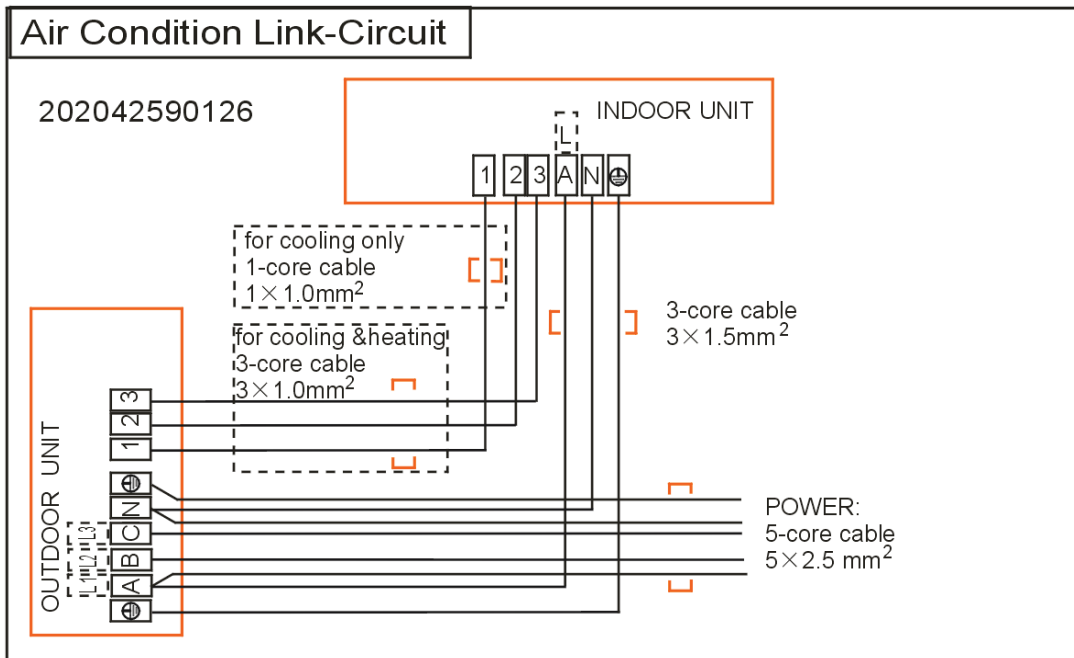 Air Condition Link-Circuit
202042590126
INDOOR UNIT
L
1 2 3 A N
for cooling only
1-core cable
1×1.0mm²
3-core cable
3×1.5mm²
for cooling &heating
3-core cable
3×1.0mm²
OUTDOOR UNIT
3
2
1
N
L3 C
L2 B
L1 A
POWER:
5-core cable
5×2.5 mm²